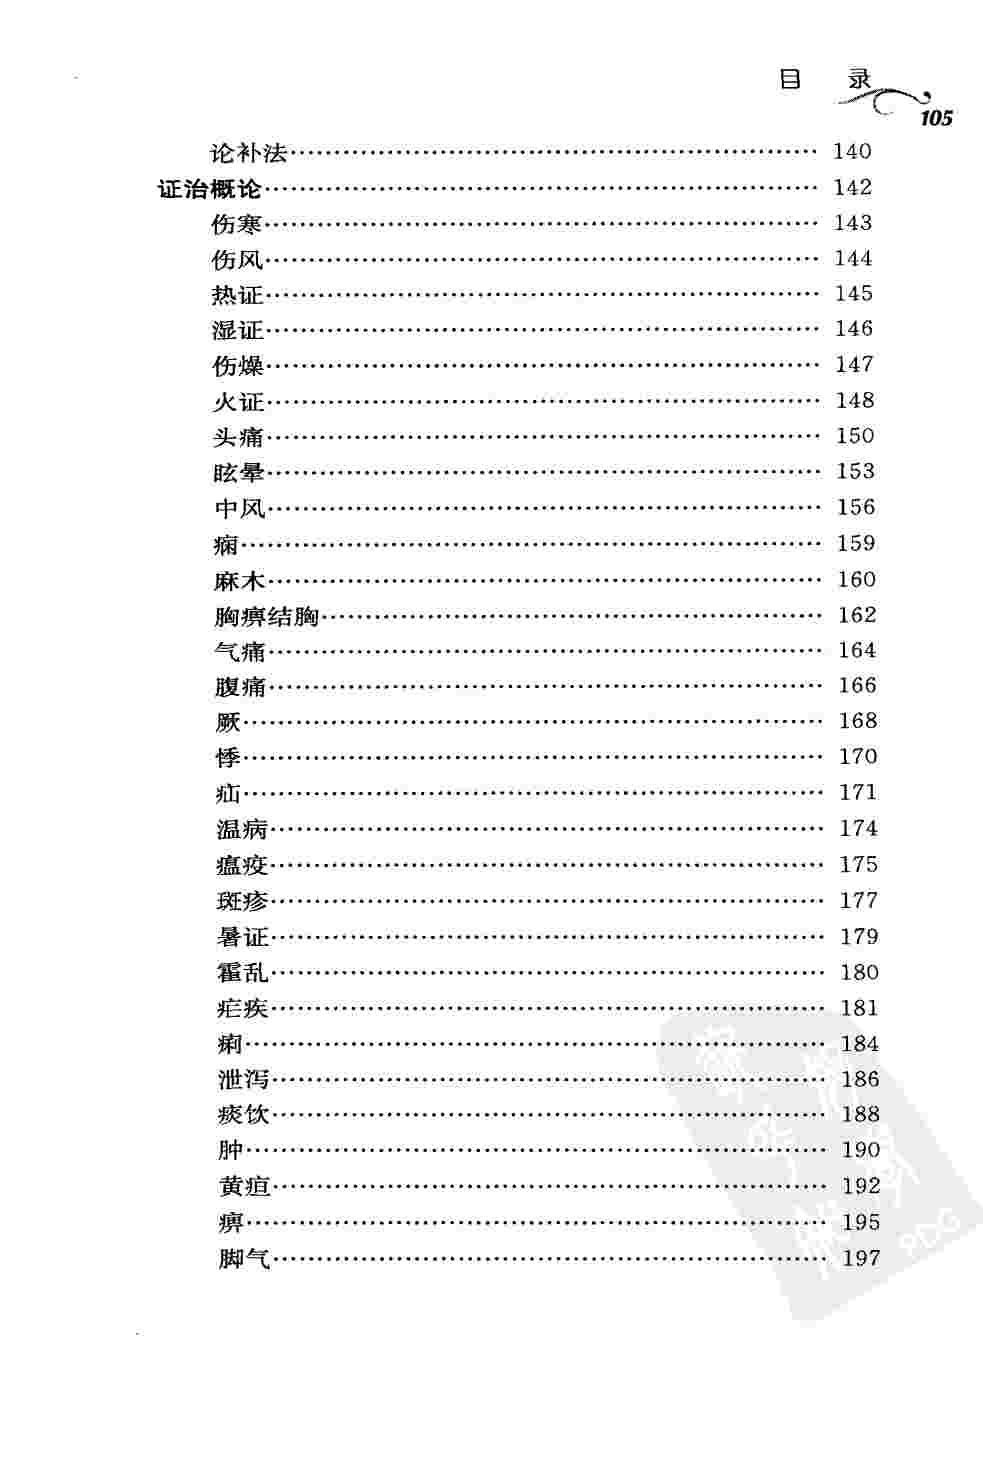 目 录
105
论补法…………………………………………………… 140
证治概论…………………………………………………… 142
伤寒…………………………………………………… 143
伤风…………………………………………………… 144
热证…………………………………………………… 145
湿证…………………………………………………… 146
伤燥…………………………………………………… 147
火证…………………………………………………… 148
头痛…………………………………………………… 150
眩晕…………………………………………………… 153
中风…………………………………………………… 156
痫…………………………………………………… 159
麻木…………………………………………………… 160
胸痹结胸…………………………………………………… 162
气痛…………………………………………………… 164
腹痛…………………………………………………… 166
厥…………………………………………………… 168
悸…………………………………………………… 170
疝…………………………………………………… 171
温病…………………………………………………… 174
瘟疫…………………………………………………… 175
斑疹…………………………………………………… 177
暑证…………………………………………………… 179
霍乱…………………………………………………… 180
疟疾…………………………………………………… 181
痢…………………………………………………… 184
泄泻…………………………………………………… 186
痰饮…………………………………………………… 188
肿…………………………………………………… 190
黄疸…………………………………………………… 192
痹…………………………………………………… 195
脚气…………………………………………………… 197
PDG